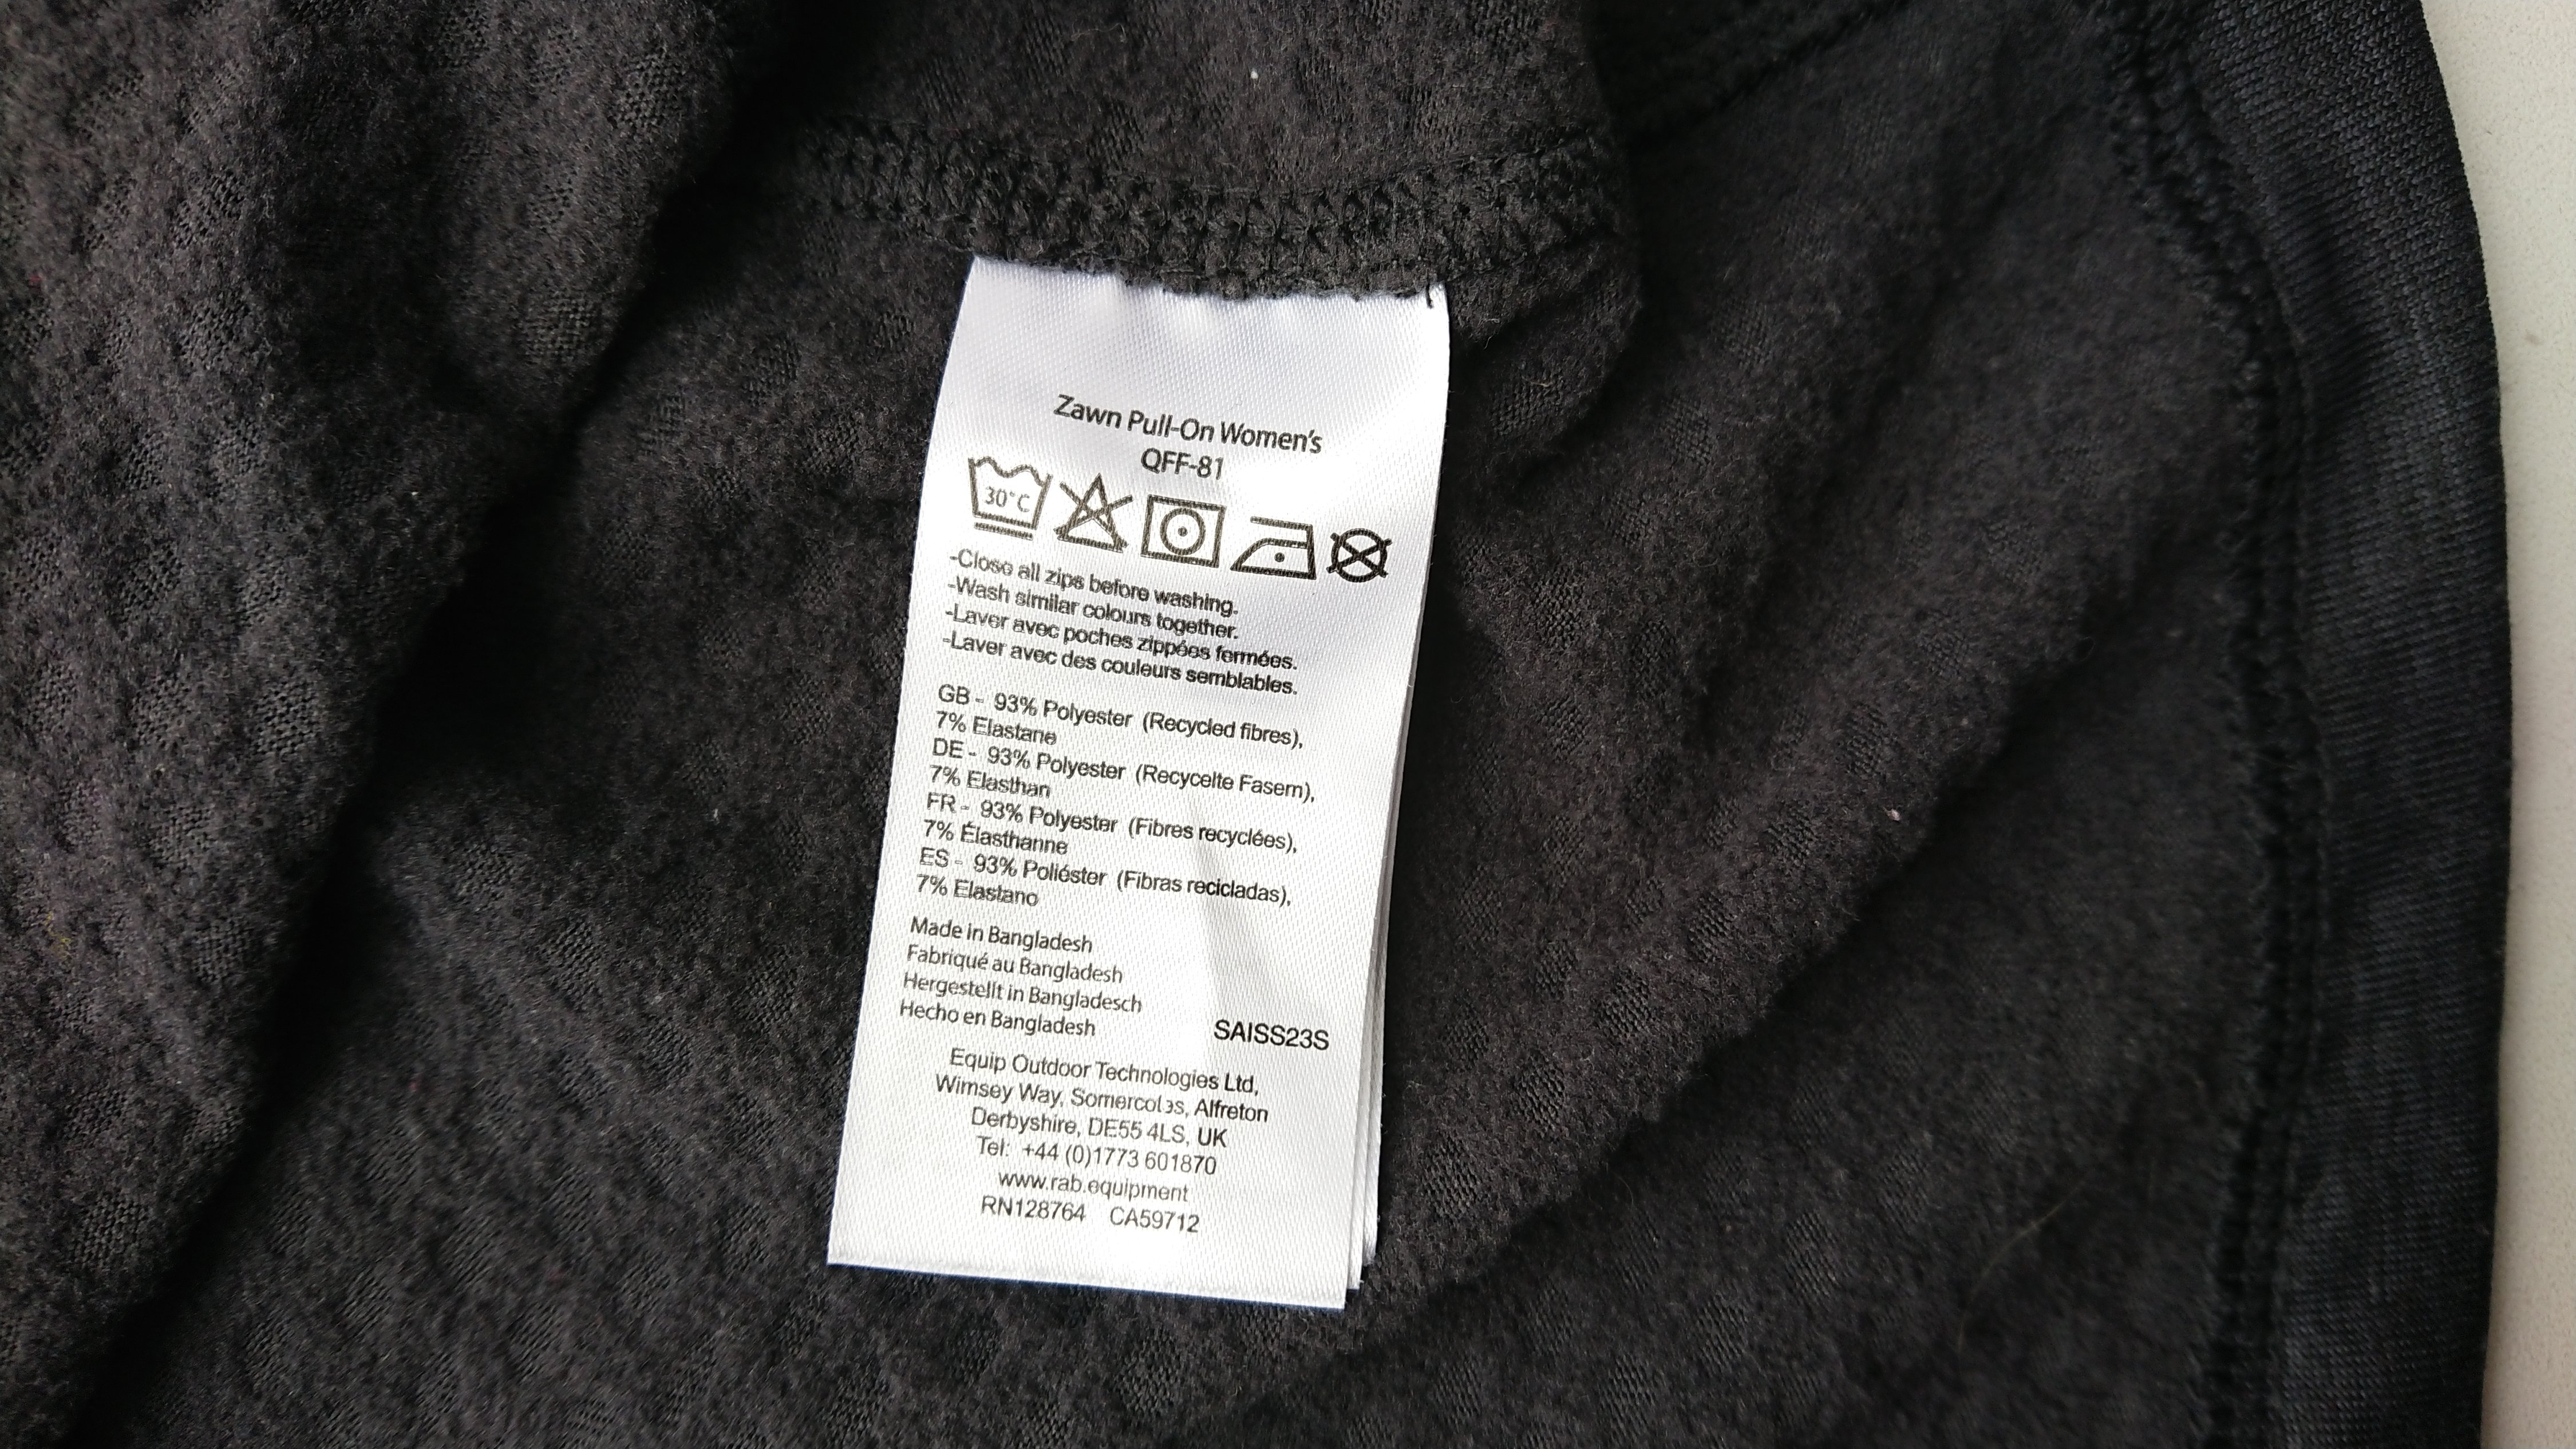 Zawn Pull-On Women's
QFF-81
30°C
-Close all zips before washing.
-Wash similar colours together.
-Laver avec poches zippées fermées.
-Laver avec des couleurs semblables.
GB - 93% Polyester (Recycled fibres),
7% Elastane
DE - 93% Polyester (Recycelte Fasern),
7% Elasthan
FR - 93% Polyester (Fibres recyclées),
7% Élasthanne
ES - 93% Poliéster (Fibras recicladas),
7% Elastano
Made in Bangladesh
Fabriqué au Bangladesh
Hergestellt in Bangladesch
Hecho en Bangladesh
SAISS23S
Equip Outdoor Technologies Ltd,
Wimsey Way, Somercotes, Alfreton
Derbyshire, DE55 4LS, UK
Tel: +44 (0)1773 601870
www.rab.equipment
RN128764 CA59712